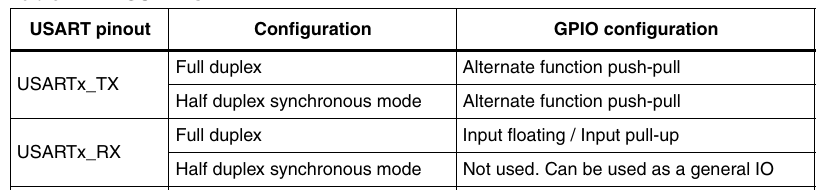 USART pinout Configuration GPIO configuration
USARTx_TX Full duplex Alternate function push-pull
Half duplex synchronous mode Alternate function push-pull
USARTx_RX Full duplex Input floating / Input pull-up
Half duplex synchronous mode Not used. Can be used as a general IO